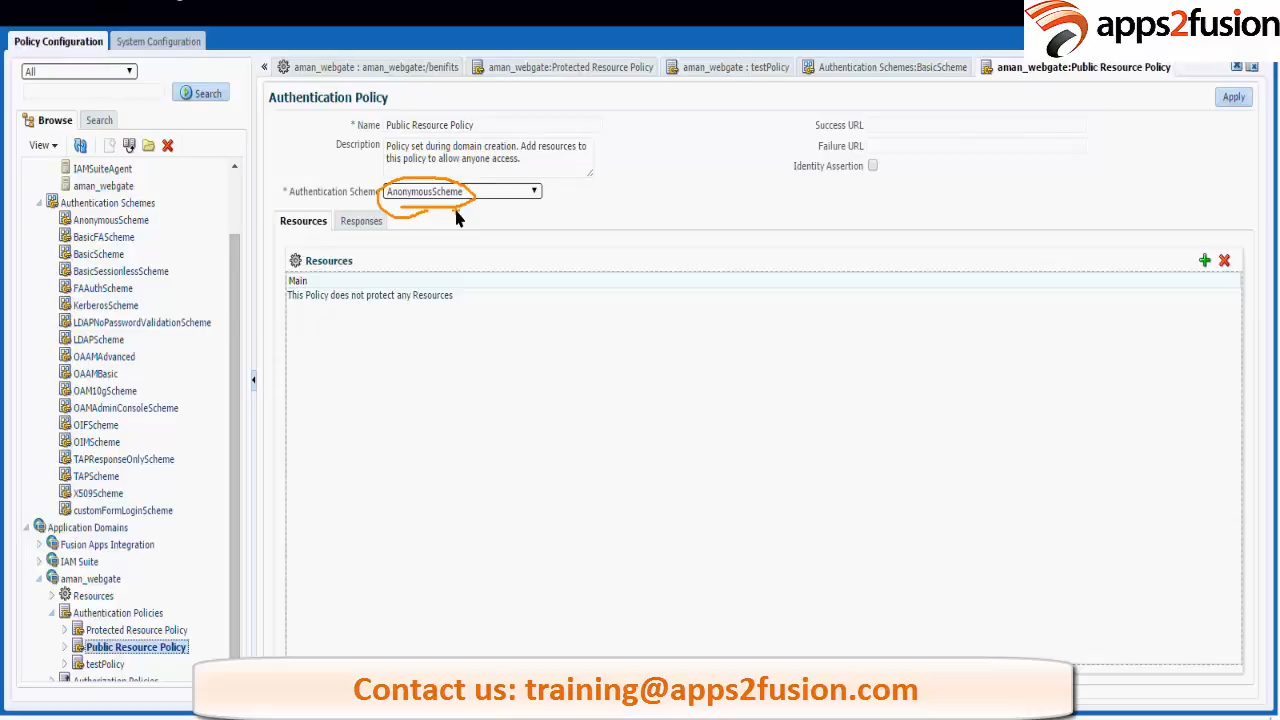 apps2fusion
Policy Configuration
System Configuration
All
Search
Browse
Search
View
IAMSuiteAgent
aman_webgate
Authentication Schemes
AnonymousScheme
BasicFAScheme
BasicScheme
BasicSessionlessScheme
FAAuthScheme
KerberosScheme
LDAPNoPasswordValidationScheme
LDAPScheme
OAAMAdvanced
OAAMBasic
OAM10gScheme
OAMAdminConsoleScheme
OIFScheme
OIMScheme
TAPResponseOnlyScheme
TAPScheme
X509Scheme
customFormLoginScheme
Application Domains
Fusion Apps Integration
IAM Suite
aman_webgate
Resources
Authentication Policies
Protected Resource Policy
Public Resource Policy
testPolicy
Authorization Policies
«
aman_webgate : aman_webgate:/benifits
aman_webgate:Protected Resource Policy
aman_webgate : testPolicy
Authentication Schemes:BasicScheme
aman_webgate:Public Resource Policy
Authentication Policy
Apply
* Name Public Resource Policy
Description Policy set during domain creation. Add resources to
this policy to allow anyone access.
* Authentication Scheme AnonymousScheme
Success URL
Failure URL
Identity Assertion
Resources
Responses
Resources
Main
This Policy does not protect any Resources
Contact us: training@apps2fusion.com